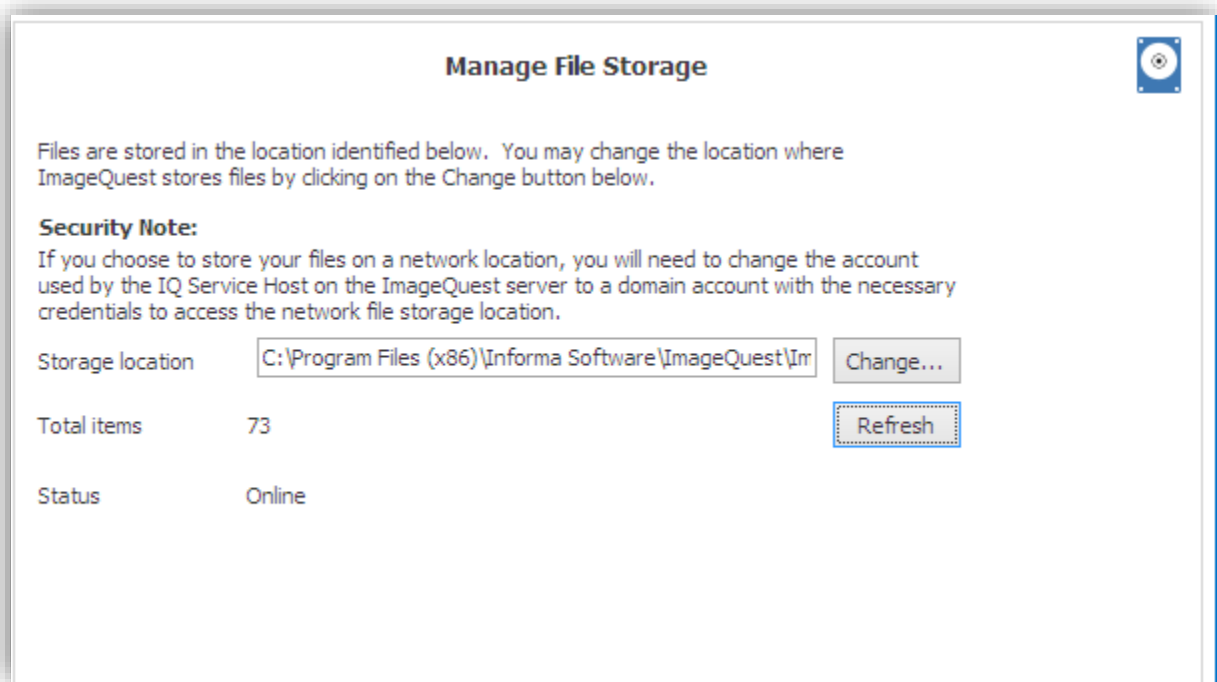 Manage File Storage
Files are stored in the location identified below.  You may change the location where
ImageQuest stores files by clicking on the Change button below.
Security Note:
If you choose to store your files on a network location, you will need to change the account
used by the IQ Service Host on the ImageQuest server to a domain account with the necessary
credentials to access the network file storage location.
Storage location C:\Program Files (x86)\Informa Software\ImageQuest\Im Change...
Total items 73 Refresh
Status Online